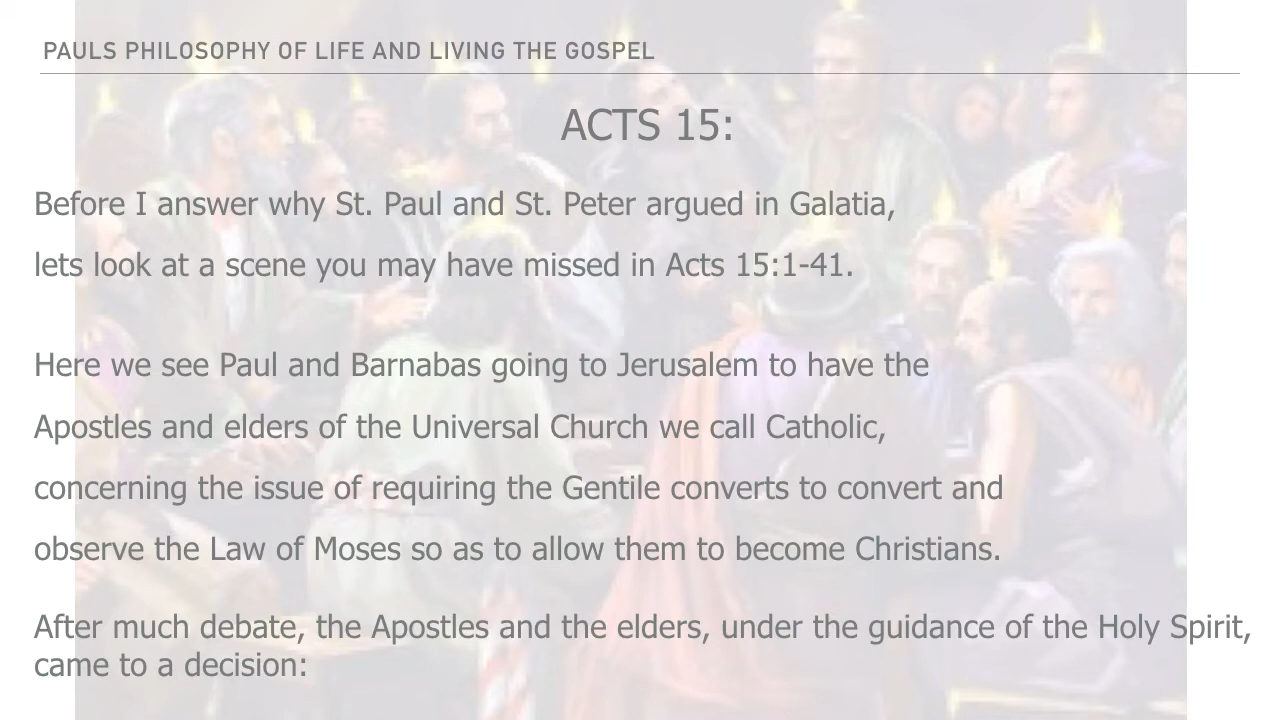 PAULS PHILOSOPHY OF LIFE AND LIVING THE GOSPEL
ACTS 15:
Before I answer why St. Paul and St. Peter argued in Galatia,
lets look at a scene you may have missed in Acts 15:1-41.
Here we see Paul and Barnabas going to Jerusalem to have the
Apostles and elders of the Universal Church we call Catholic,
concerning the issue of requiring the Gentile converts to convert and
observe the Law of Moses so as to allow them to become Christians.
After much debate, the Apostles and the elders, under the guidance of the Holy Spirit,
came to a decision: